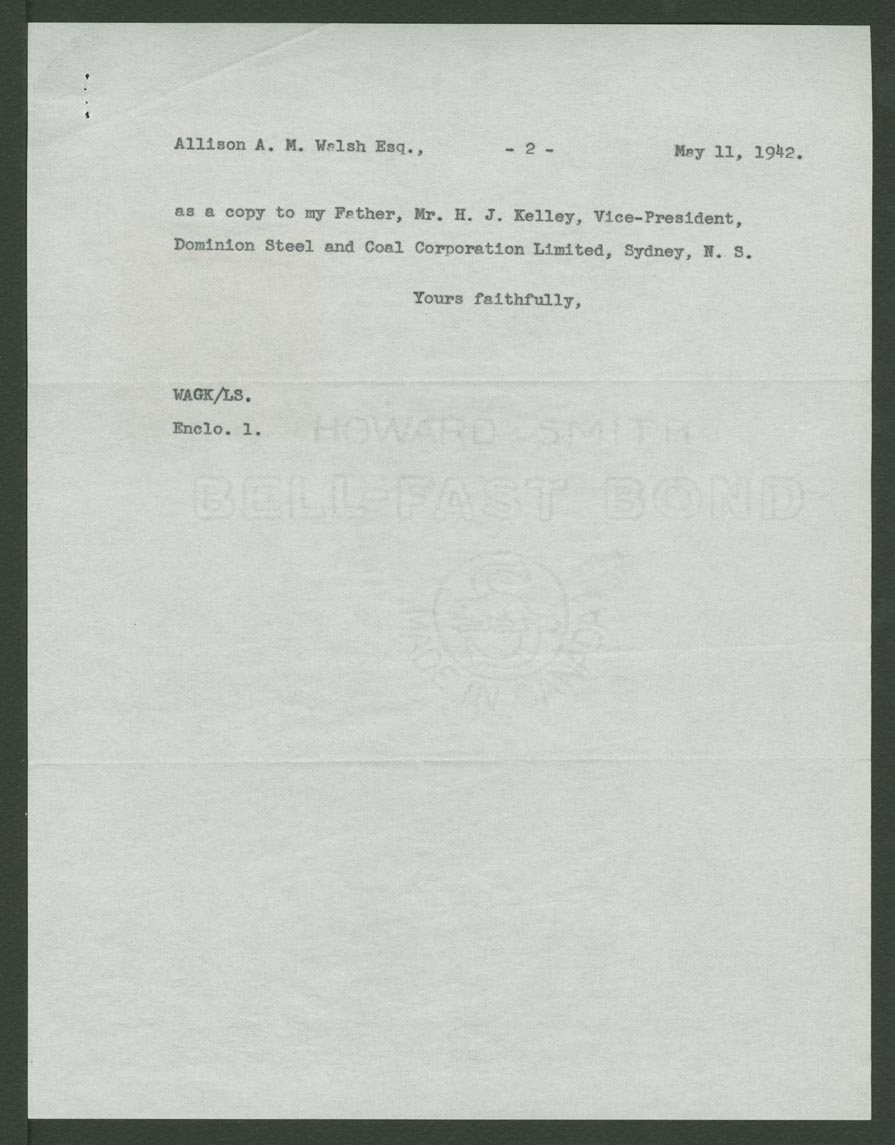 Allison A. M. Walsh Esq., - 2 - May 11, 1942.
as a copy to my Father, Mr. H. J. Kelley, Vice-President,
Dominion Steel and Coal Corporation Limited, Sydney, N. S.
Yours faithfully,
WAGK/LS.
Enclo. 1.
HOWARD SMITH
BELL-FAST BOND
MADE IN CANADA